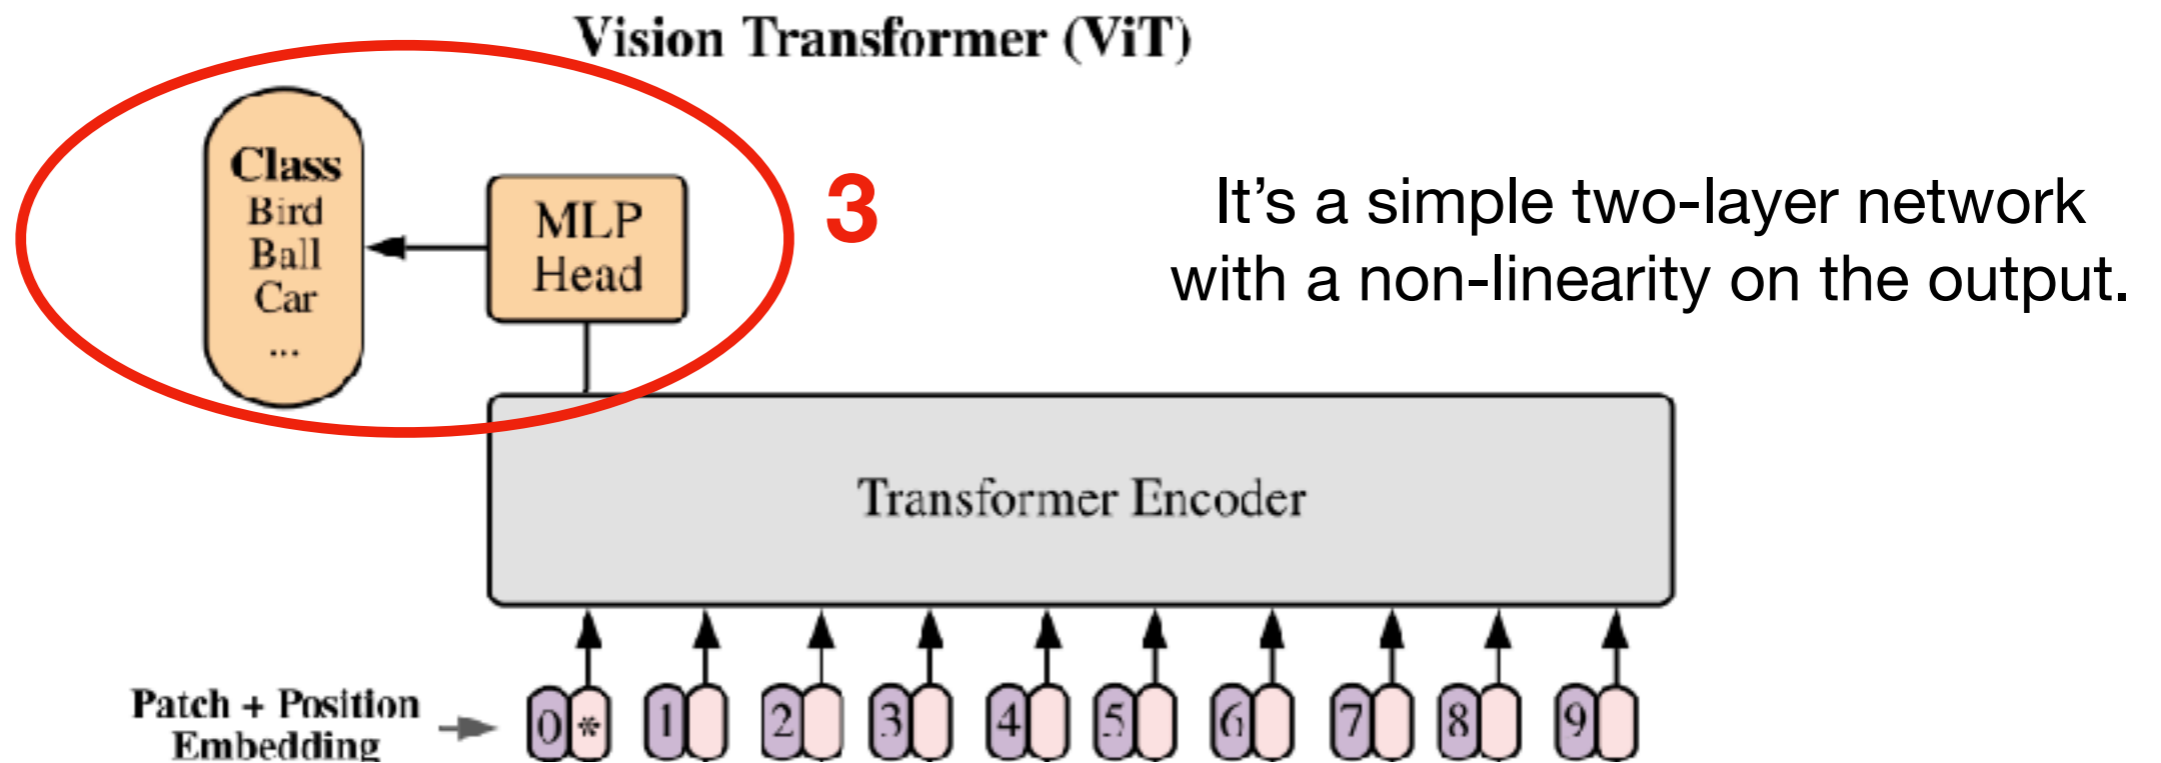 Vision Transformer (ViT)
Class
Bird
Ball
Car
...
MLP
Head
3
It’s a simple two-layer network
with a non-linearity on the output.
Transformer Encoder
Patch + Position
Embedding
0 * 1 2 3 4 5 6 7 8 9